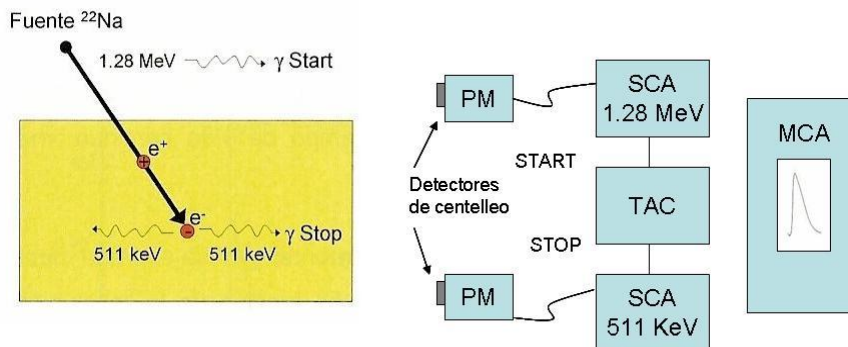 Fuente ²²Na
1.28 MeV
γ Start
e⁺
+
e⁻
-
γ Stop
511 keV
511 keV
PM
SCA
1.28 MeV
MCA
START
Detectores
de centelleo
TAC
STOP
PM
SCA
511 KeV